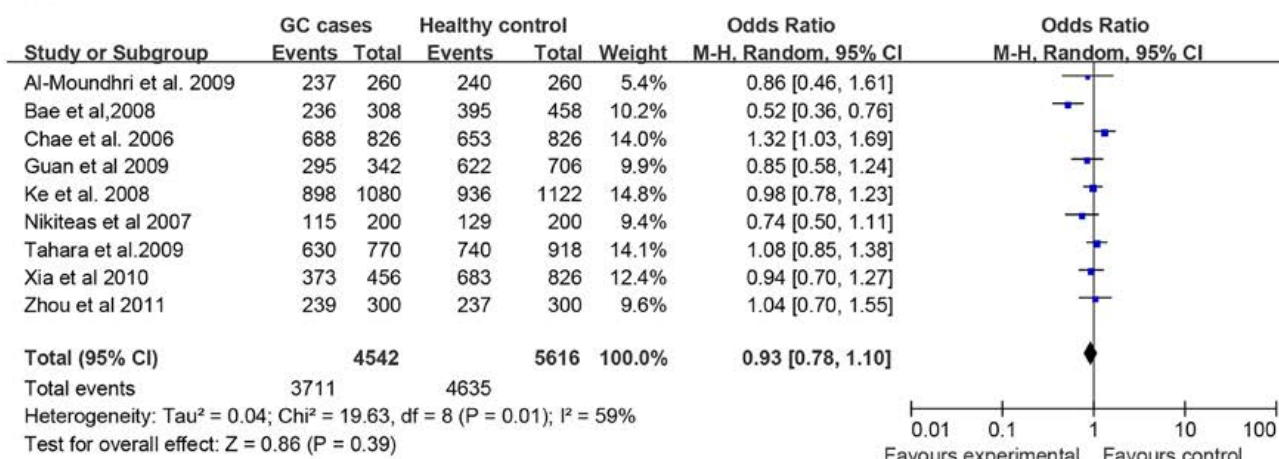 GC cases Healthy control Odds Ratio Odds Ratio
Study or Subgroup Events Total Events Total Weight M-H, Random, 95% CI M-H, Random, 95% CI
Al-Moundhri et al. 2009 237 260 240 260 5.4% 0.86 [0.46, 1.61]
Bae et al,2008 236 308 395 458 10.2% 0.52 [0.36, 0.76]
Chae et al. 2006 688 826 653 826 14.0% 1.32 [1.03, 1.69]
Guan et al 2009 295 342 622 706 9.9% 0.85 [0.58, 1.24]
Ke et al. 2008 898 1080 936 1122 14.8% 0.98 [0.78, 1.23]
Nikiteas et al 2007 115 200 129 200 9.4% 0.74 [0.50, 1.11]
Tahara et al.2009 630 770 740 918 14.1% 1.08 [0.85, 1.38]
Xia et al 2010 373 456 683 826 12.4% 0.94 [0.70, 1.27]
Zhou et al 2011 239 300 237 300 9.6% 1.04 [0.70, 1.55]
Total (95% CI) 4542 5616 100.0% 0.93 [0.78, 1.10]
Total events 3711 4635
Heterogeneity: Tau² = 0.04; Chi² = 19.63, df = 8 (P = 0.01); I² = 59%
Test for overall effect: Z = 0.86 (P = 0.39)
0.01 0.1 1 10 100
Favours experimental Favours control